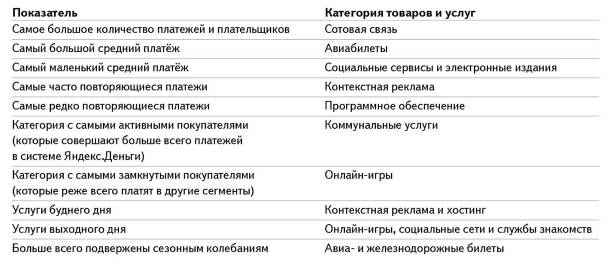 Показатель Категория товаров и услуг
Самое большое количество платежей и плательщиков Сотовая связь
Самый большой средний платёж Авиабилеты
Самый маленький средний платёж Социальные сервисы и электронные издания
Самые часто повторяющиеся платежи Контекстная реклама
Самые редко повторяющиеся платежи Программное обеспечение
Категория с самыми активными покупателями Коммунальные услуги
(которые совершают больше всего платежей
в системе Яндекс.Деньги)
Категория с самыми замкнутыми покупателями Онлайн-игры
(которые реже всего платят в другие сегменты)
Услуги буднего дня Контекстная реклама и хостинг
Услуги выходного дня Онлайн-игры, социальные сети и службы знакомств
Больше всего подвержены сезонным колебаниям Авиа- и железнодорожные билеты